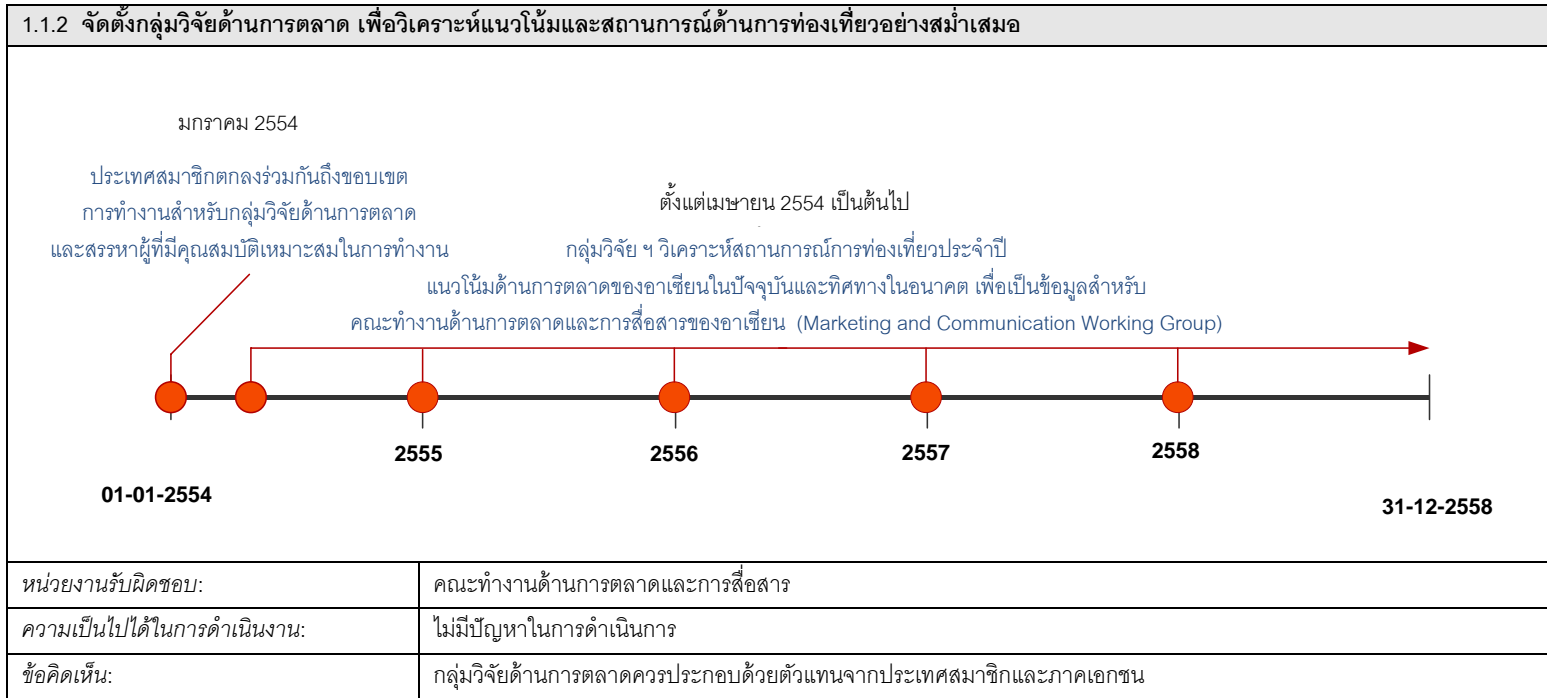 1.1.2 จัดตั้งกลุ่มวิจัยด้านการตลาด เพื่อวิเคราะห์แนวโน้มและสถานการณ์ด้านการท่องเที่ยวอย่างสม่ำเสมอ
มกราคม 2554
ประเทศสมาชิกตกลงร่วมกันถึงขอบเขต
การทำงานสำหรับกลุ่มวิจัยด้านการตลาด
และสรรหาผู้ที่มีคุณสมบัติเหมาะสมในการทำงาน
ตั้งแต่เมษายน 2554 เป็นต้นไป
กลุ่มวิจัย ฯ วิเคราะห์สถานการณ์การท่องเที่ยวประจำปี
แนวโน้มด้านการตลาดของอาเซียนในปัจจุบันและทิศทางในอนาคต เพื่อเป็นข้อมูลสำหรับ
คณะทำงานด้านการตลาดและการสื่อสารของอาเซียน (Marketing and Communication Working Group)
2555 2556 2557 2558
01-01-2554 31-12-2558
หน่วยงานรับผิดชอบ: คณะทำงานด้านการตลาดและการสื่อสาร
ความเป็นไปได้ในการดำเนินงาน: ไม่มีปัญหาในการดำเนินการ
ข้อคิดเห็น: กลุ่มวิจัยด้านการตลาดควรประกอบด้วยตัวแทนจากประเทศสมาชิกและภาคเอกชน